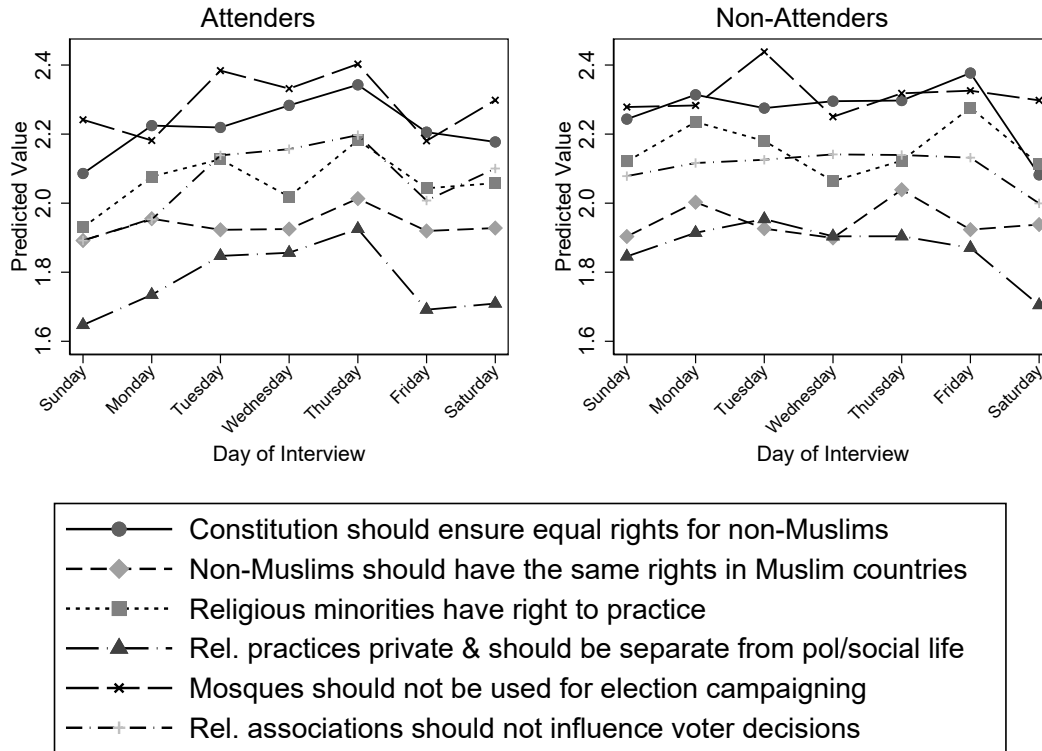 Attenders
Non-Attenders
Predicted Value
1.6
1.8
2.0
2.2
2.4
Sunday
Monday
Tuesday
Wednesday
Thursday
Friday
Saturday
Day of Interview
Predicted Value
1.6
1.8
2.0
2.2
2.4
Sunday
Monday
Tuesday
Wednesday
Thursday
Friday
Saturday
Day of Interview
Constitution should ensure equal rights for non-Muslims
Non-Muslims should have the same rights in Muslim countries
Religious minorities have right to practice
Rel. practices private & should be separate from pol/social life
Mosques should not be used for election campaigning
Rel. associations should not influence voter decisions